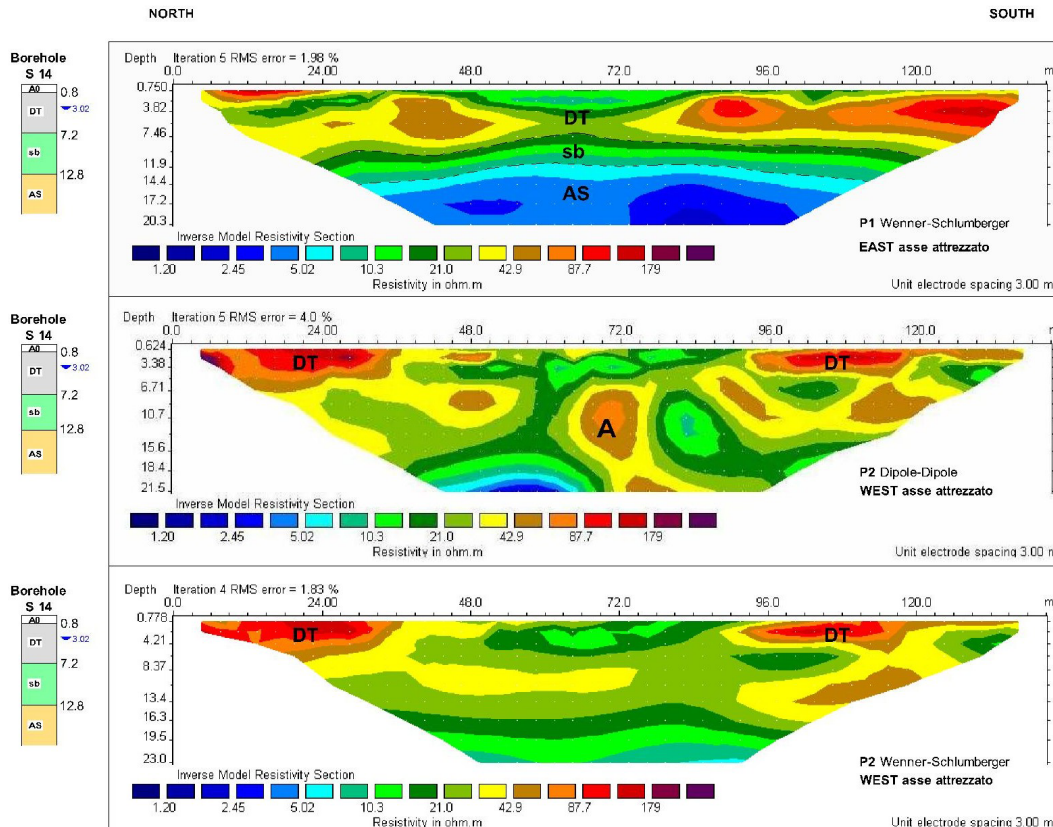 NORTH
SOUTH
Borehole
S 14
A0
0.8
DT
3.02
7.2
sb
12.8
AS
Depth Iteration 5 RMS error = 1.98 %
0.0 24.00 48.0 72.0 96.0 120.0 m
0.750
3.82
7.46
11.9
14.4
17.2
20.3
DT
sb
AS
P1 Wenner-Schlumberger
EAST asse attrezzato
Inverse Model Resistivity Section
1.20 2.45 5.02 10.3 21.0 42.9 87.7 179
Resistivity in ohm.m
Unit electrode spacing 3.00 m
Borehole
S 14
A0
0.8
DT
3.02
7.2
sb
12.8
AS
Depth Iteration 5 RMS error = 4.0 %
0.0 24.00 48.0 72.0 96.0 120.0
0.624
3.38
6.71
10.7
15.6
18.4
21.5
DT
DT
A
P2 Dipole-Dipole
WEST asse attrezzato
Inverse Model Resistivity Section
1.20 2.45 5.02 10.3 21.0 42.9 87.7 179
Resistivity in ohm.m
Unit electrode spacing 3.00 m
Borehole
S 14
A0
0.8
DT
3.02
7.2
sb
12.8
AS
Depth Iteration 4 RMS error = 1.83 %
0.0 24.00 48.0 72.0 96.0 120.0
0.778
4.21
8.37
13.4
16.3
19.5
23.0
DT
DT
P2 Wenner-Schlumberger
WEST asse attrezzato
Inverse Model Resistivity Section
1.20 2.45 5.02 10.3 21.0 42.9 87.7 179
Resistivity in ohm.m
Unit electrode spacing 3.00 m